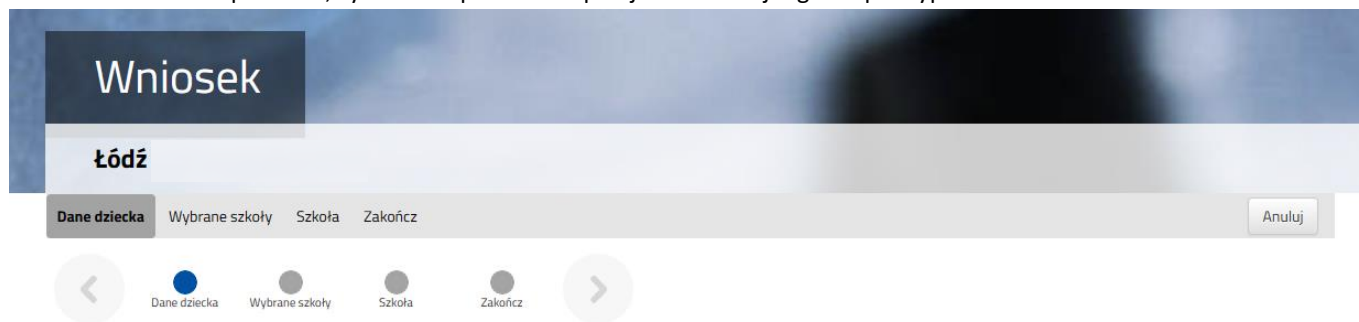 Wniosek
Łódź
Dane dziecka Wybrane szkoły Szkoła Zakończ Anuluj
Dane dziecka Wybrane szkoły Szkoła Zakończ